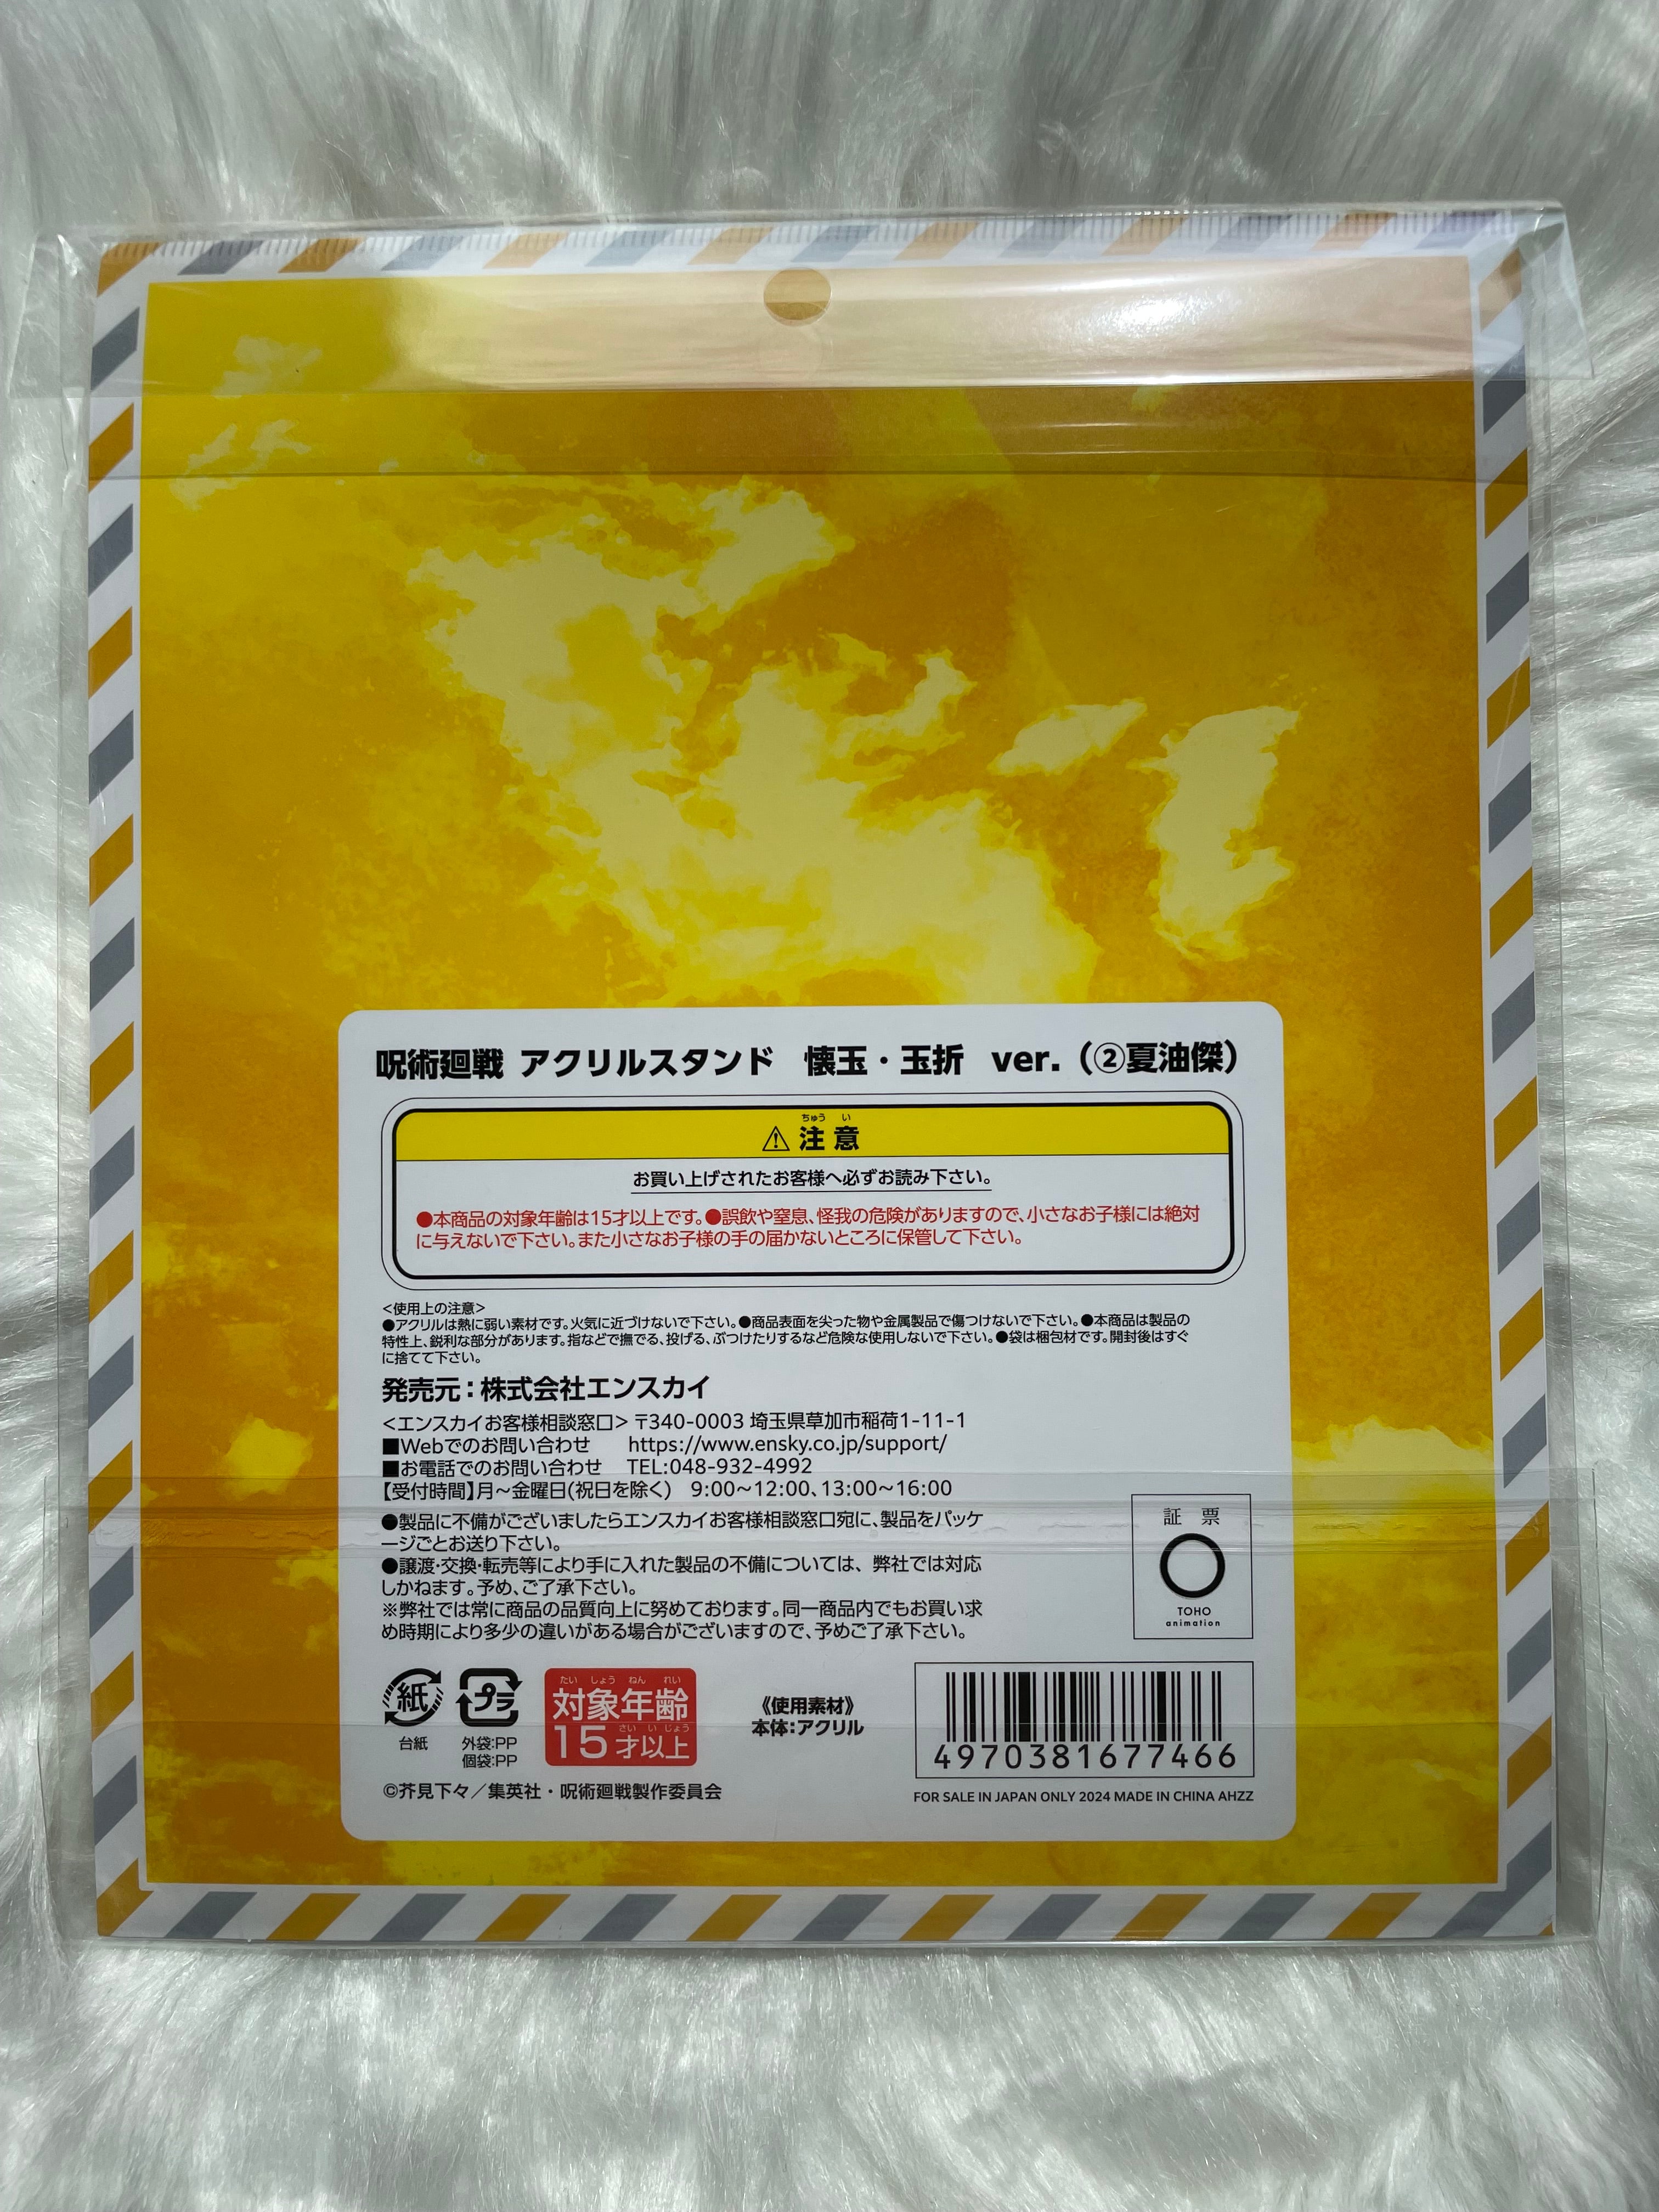 呪術廻戦 アクリルスタンド 懐玉・玉折 ver.（②夏油傑）
ちゅう い
⚠ 注意
お買い上げされたお客様へ必ずお読み下さい。
●本商品の対象年齢は15才以上です。●誤飲や窒息、怪我の危険がありますので、小さなお子様には絶対
に与えないで下さい。また小さなお子様の手の届かないところに保管して下さい。
<使用上の注意>
●アクリルは熱に弱い素材です。火気に近づけないで下さい。●商品表面を尖った物や金属製品で傷つけないで下さい。●本商品は製品の
特性上、鋭利な部分があります。指などで撫でる、投げる、ぶつけたりするなど危険な使用しないで下さい。●袋は梱包材です。開封後はすぐ
に捨てて下さい。
発売元：株式会社エンスカイ
<エンスカイお客様相談窓口> 〒340-0003 埼玉県草加市稲荷1-11-1
■Webでのお問い合わせ https://www.ensky.co.jp/support/
■お電話でのお問い合わせ TEL:048-932-4992
【受付時間】月～金曜日(祝日を除く) 9:00～12:00、13:00～16:00
●製品に不備がございましたらエンスカイお客様相談窓口宛に、製品をパッケ
ージごとお送り下さい。
●譲渡・交換・転売等により手に入れた製品の不備については、弊社では対応
しかねます。予め、ご了承下さい。
※弊社では常に商品の品質向上に努めております。同一商品内でもお買い求
め時期により多少の違いがある場合がございますので、予めご了承下さい。
証 票
TOHO
animation
紙
台紙
プラ
外袋:PP
個袋:PP
たい しょう ねん れい
対象年齢
さい い じょう
15才以上
《使用素材》
本体:アクリル
4970381677466
©芥見下々／集英社・呪術廻戦製作委員会
FOR SALE IN JAPAN ONLY 2024 MADE IN CHINA AHZZ